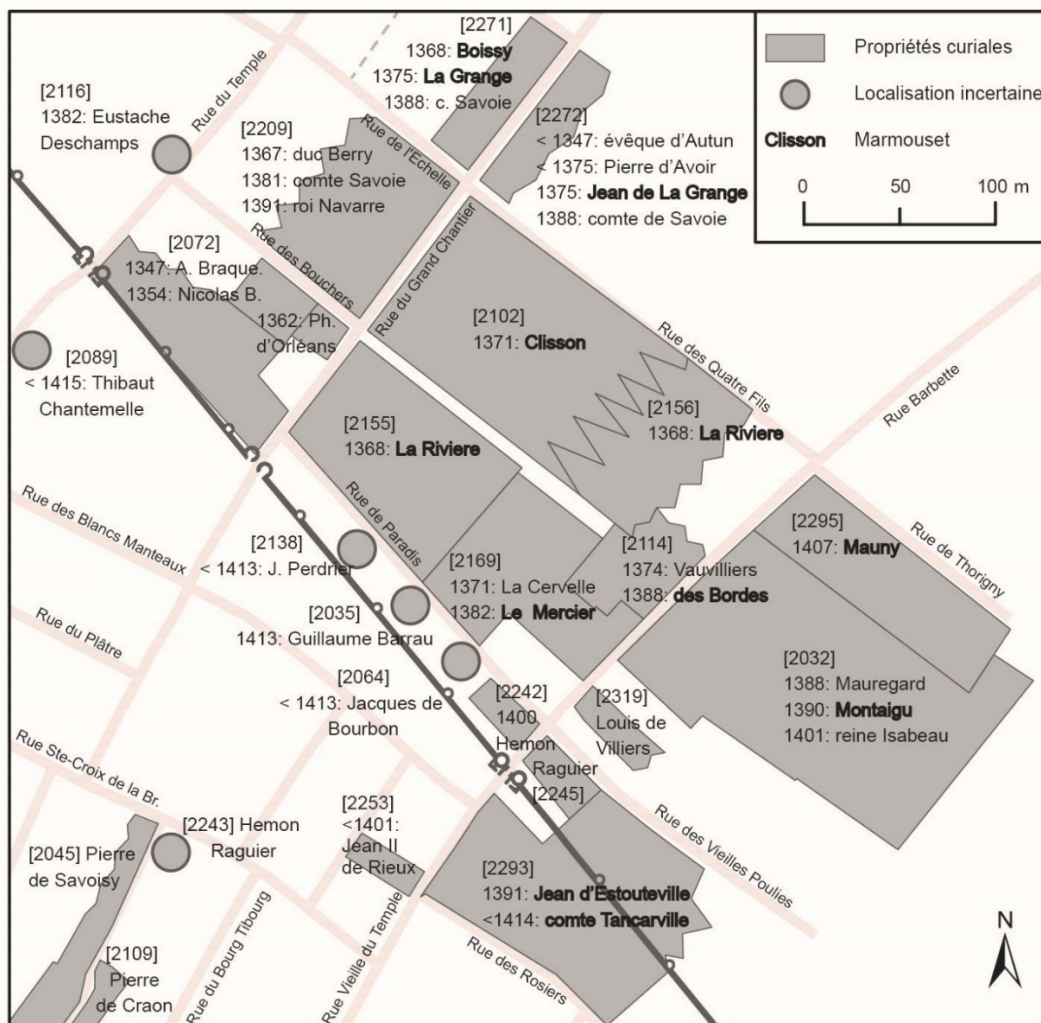 [2271]
1368: Boissy
1375: La Grange
1388: c. Savoie
Propriétés curiales
Localisation incertaine
Clisson Marmouset
0 50 100 m
[2116]
1382: Eustache
Deschamps
Rue du Temple
[2209]
1367: duc Berry
1381: comte Savoie
1391: roi Navarre
Rue de l'Echelle
[2272]
< 1347: évêque d'Autun
< 1375: Pierre d'Avoir
1375: Jean de La Grange
1388: comte de Savoie
[2072]
1347: A. Braque.
1354: Nicolas B.
1362: Ph.
d'Orléans
Rue des Bouchers
Rue du Grand Chantier
[2102]
1371: Clisson
Rue des Quatre Fils
Rue Barbette
[2089]
< 1415: Thibaut
Chantemelle
[2155]
1368: La Riviere
[2156]
1368: La Riviere
Rue des Blancs Manteaux
Rue de Paradis
[2138]
< 1413: J. Perdrier
[2169]
1371: La Cervelle
1382: Le Mercier
[2114]
1374: Vauvilliers
1388: des Bordes
[2295]
1407: Mauny
Rue de Thorigny
Rue du Plâtre
[2035]
1413: Guillaume Barrau
[2064]
< 1413: Jacques de
Bourbon
[2242]
1400
Hemon
Raguier
[2245]
[2319]
Louis de
Villiers
[2032]
1388: Mauregard
1390: Montaigu
1401: reine Isabeau
Rue Ste-Croix de la Br.
[2243] Hemon
Raguier
[2253]
<1401:
Jean II
de Rieux
[2045] Pierre
de Savoisy
[2293]
1391: Jean d'Estouteville
<1414: comte Tancarville
Rue des Vieilles Poulies
[2109]
Pierre
de Craon
Rue du Bourg Tibourg
Rue Vieille du Temple
Rue des Rosiers
N